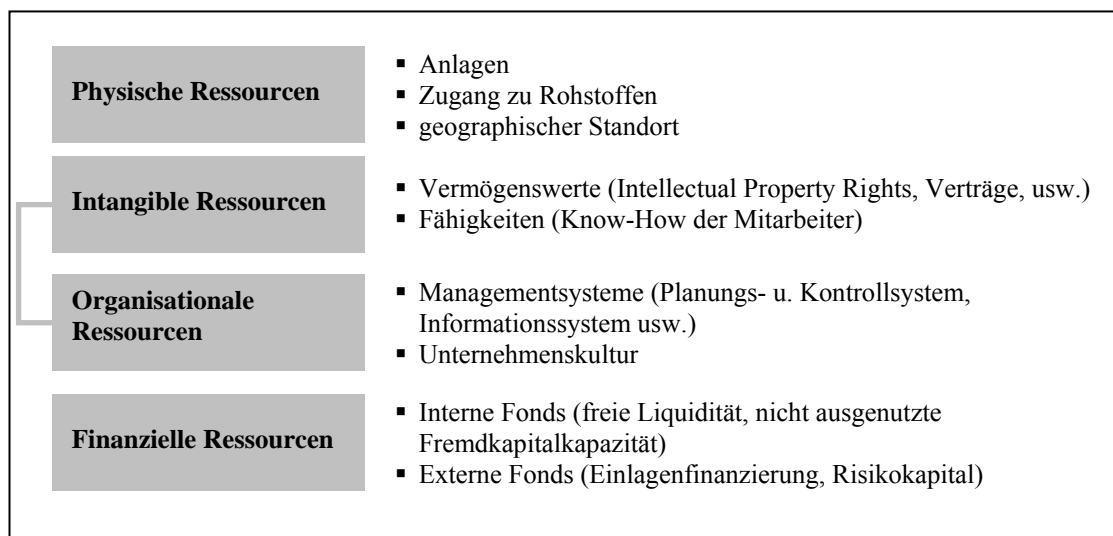 Physische Ressourcen
▪ Anlagen
▪ Zugang zu Rohstoffen
▪ geographischer Standort
Intangible Ressourcen
▪ Vermögenswerte (Intellectual Property Rights, Verträge, usw.)
▪ Fähigkeiten (Know-How der Mitarbeiter)
Organisationale
Ressourcen
▪ Managementsysteme (Planungs- u. Kontrollsystem,
Informationssystem usw.)
▪ Unternehmenskultur
Finanzielle Ressourcen
▪ Interne Fonds (freie Liquidität, nicht ausgenutzte
Fremdkapitalkapazität)
▪ Externe Fonds (Einlagenfinanzierung, Risikokapital)